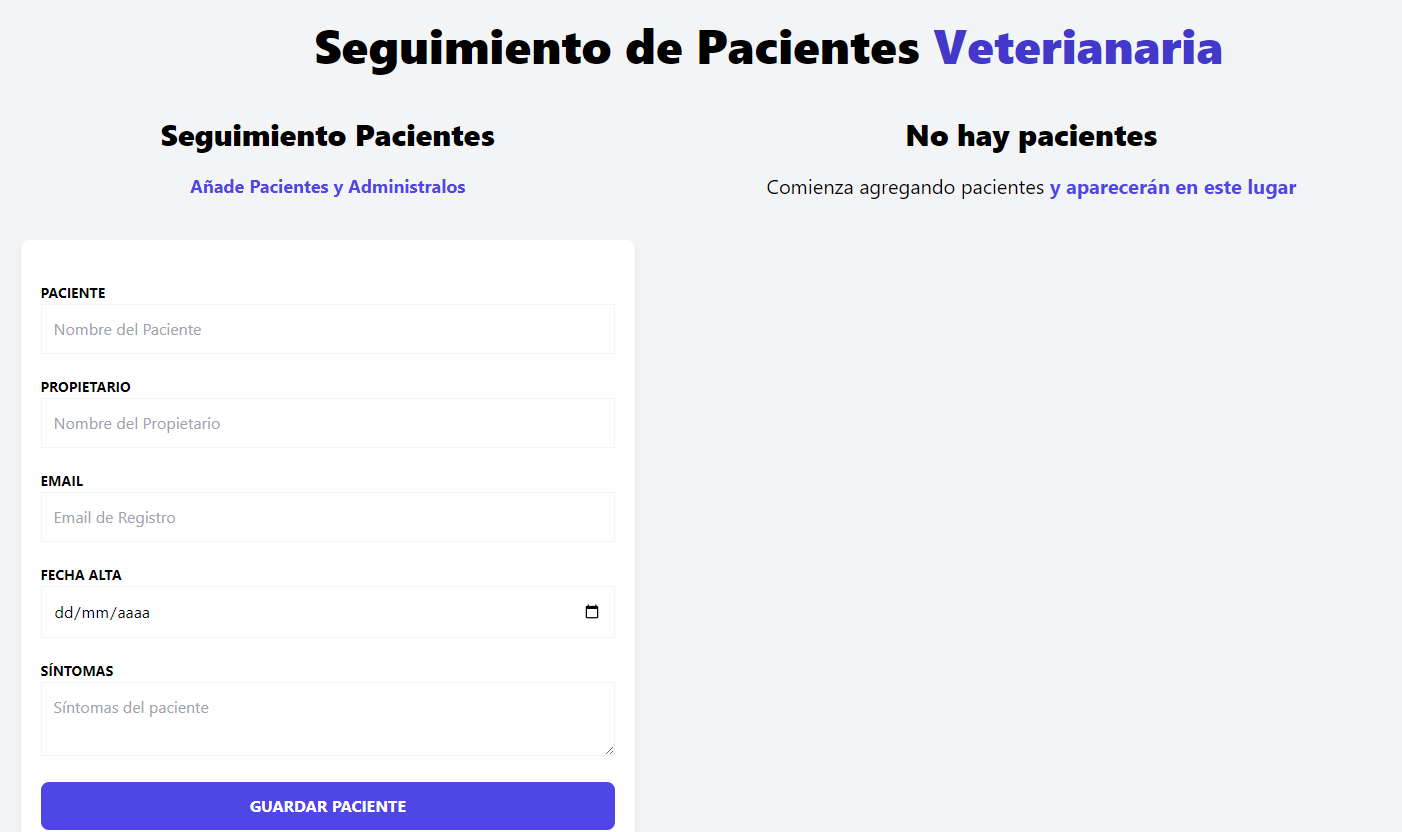 Seguimiento de Pacientes Veterianaria
Seguimiento Pacientes
Añade Pacientes y Administralos
PACIENTE
Nombre del Paciente
PROPIETARIO
Nombre del Propietario
EMAIL
Email de Registro
FECHA ALTA
dd/mm/aaaa
SÍNTOMAS
Síntomas del paciente
GUARDAR PACIENTE
No hay pacientes
Comienza agregando pacientes y aparecerán en este lugar